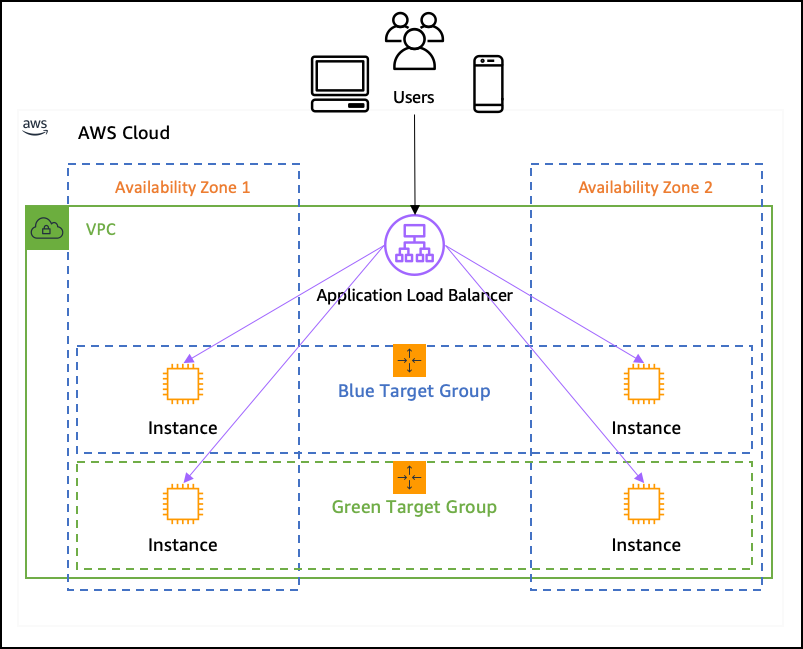 Users
aws
AWS Cloud
Availability Zone 1
Availability Zone 2
VPC
Application Load Balancer
Blue Target Group
Instance
Instance
Green Target Group
Instance
Instance